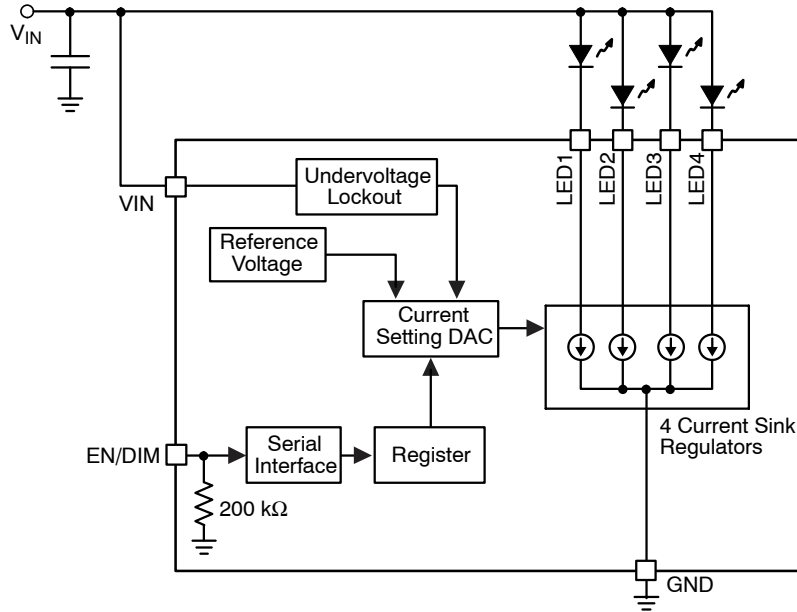 VIN
VIN
Undervoltage
Lockout
LED1
LED2
LED3
LED4
Reference
Voltage
Current
Setting DAC
4 Current Sink
Regulators
EN/DIM
Serial
Interface
Register
200 kΩ
GND